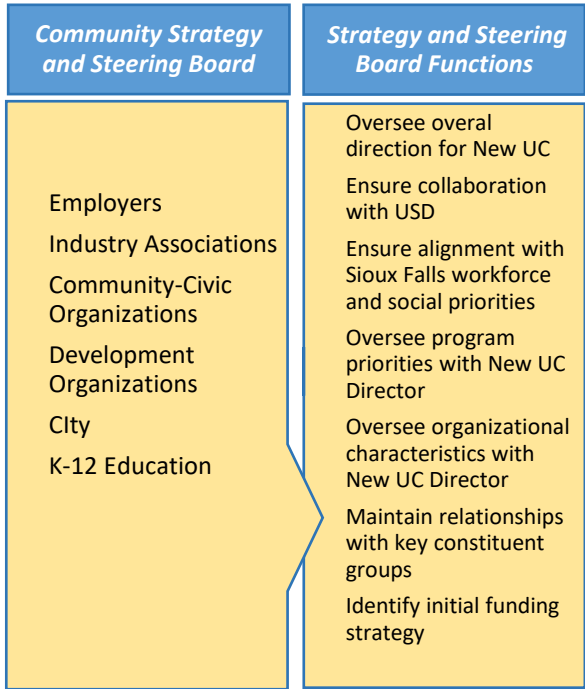 Community Strategy
and Steering Board
Employers
Industry Associations
Community-Civic
Organizations
Development
Organizations
CIty
K-12 Education
Strategy and Steering
Board Functions
Oversee overal
direction for New UC
Ensure collaboration
with USD
Ensure alignment with
Sioux Falls workforce
and social priorities
Oversee program
priorities with New UC
Director
Oversee organizational
characteristics with
New UC Director
Maintain relationships
with key constituent
groups
Identify initial funding
strategy